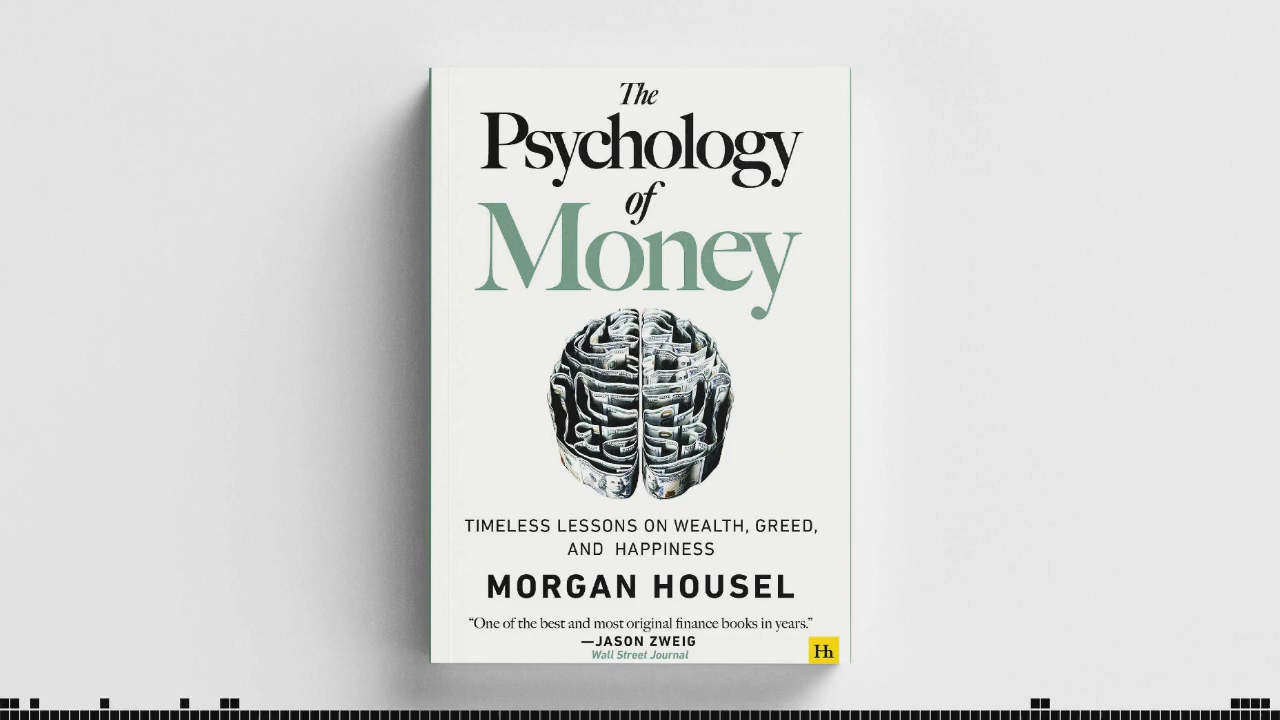 The
Psychology
of
Money
TIMELESS LESSONS ON WEALTH, GREED,
AND HAPPINESS
MORGAN HOUSEL
“One of the best and most original finance books in years.”
—JASON ZWEIG
Wall Street Journal
Hh